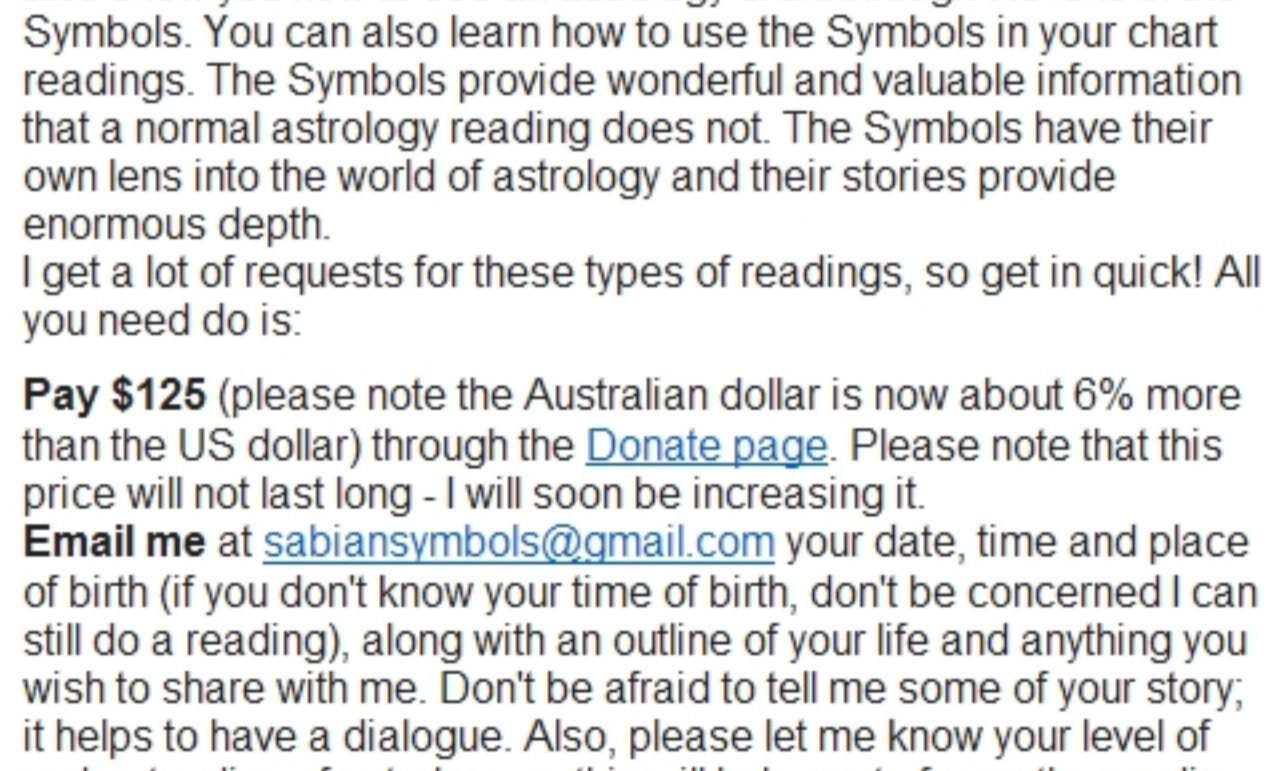 Symbols. You can also learn how to use the Symbols in your chart
readings. The Symbols provide wonderful and valuable information
that a normal astrology reading does not. The Symbols have their
own lens into the world of astrology and their stories provide
enormous depth.
I get a lot of requests for these types of readings, so get in quick! All
you need do is:
Pay $125 (please note the Australian dollar is now about 6% more
than the US dollar) through the Donate page. Please note that this
price will not last long - I will soon be increasing it.
Email me at sabiansymbols@gmail.com your date, time and place
of birth (if you don't know your time of birth, don't be concerned I can
still do a reading), along with an outline of your life and anything you
wish to share with me. Don't be afraid to tell me some of your story;
it helps to have a dialogue. Also, please let me know your level of